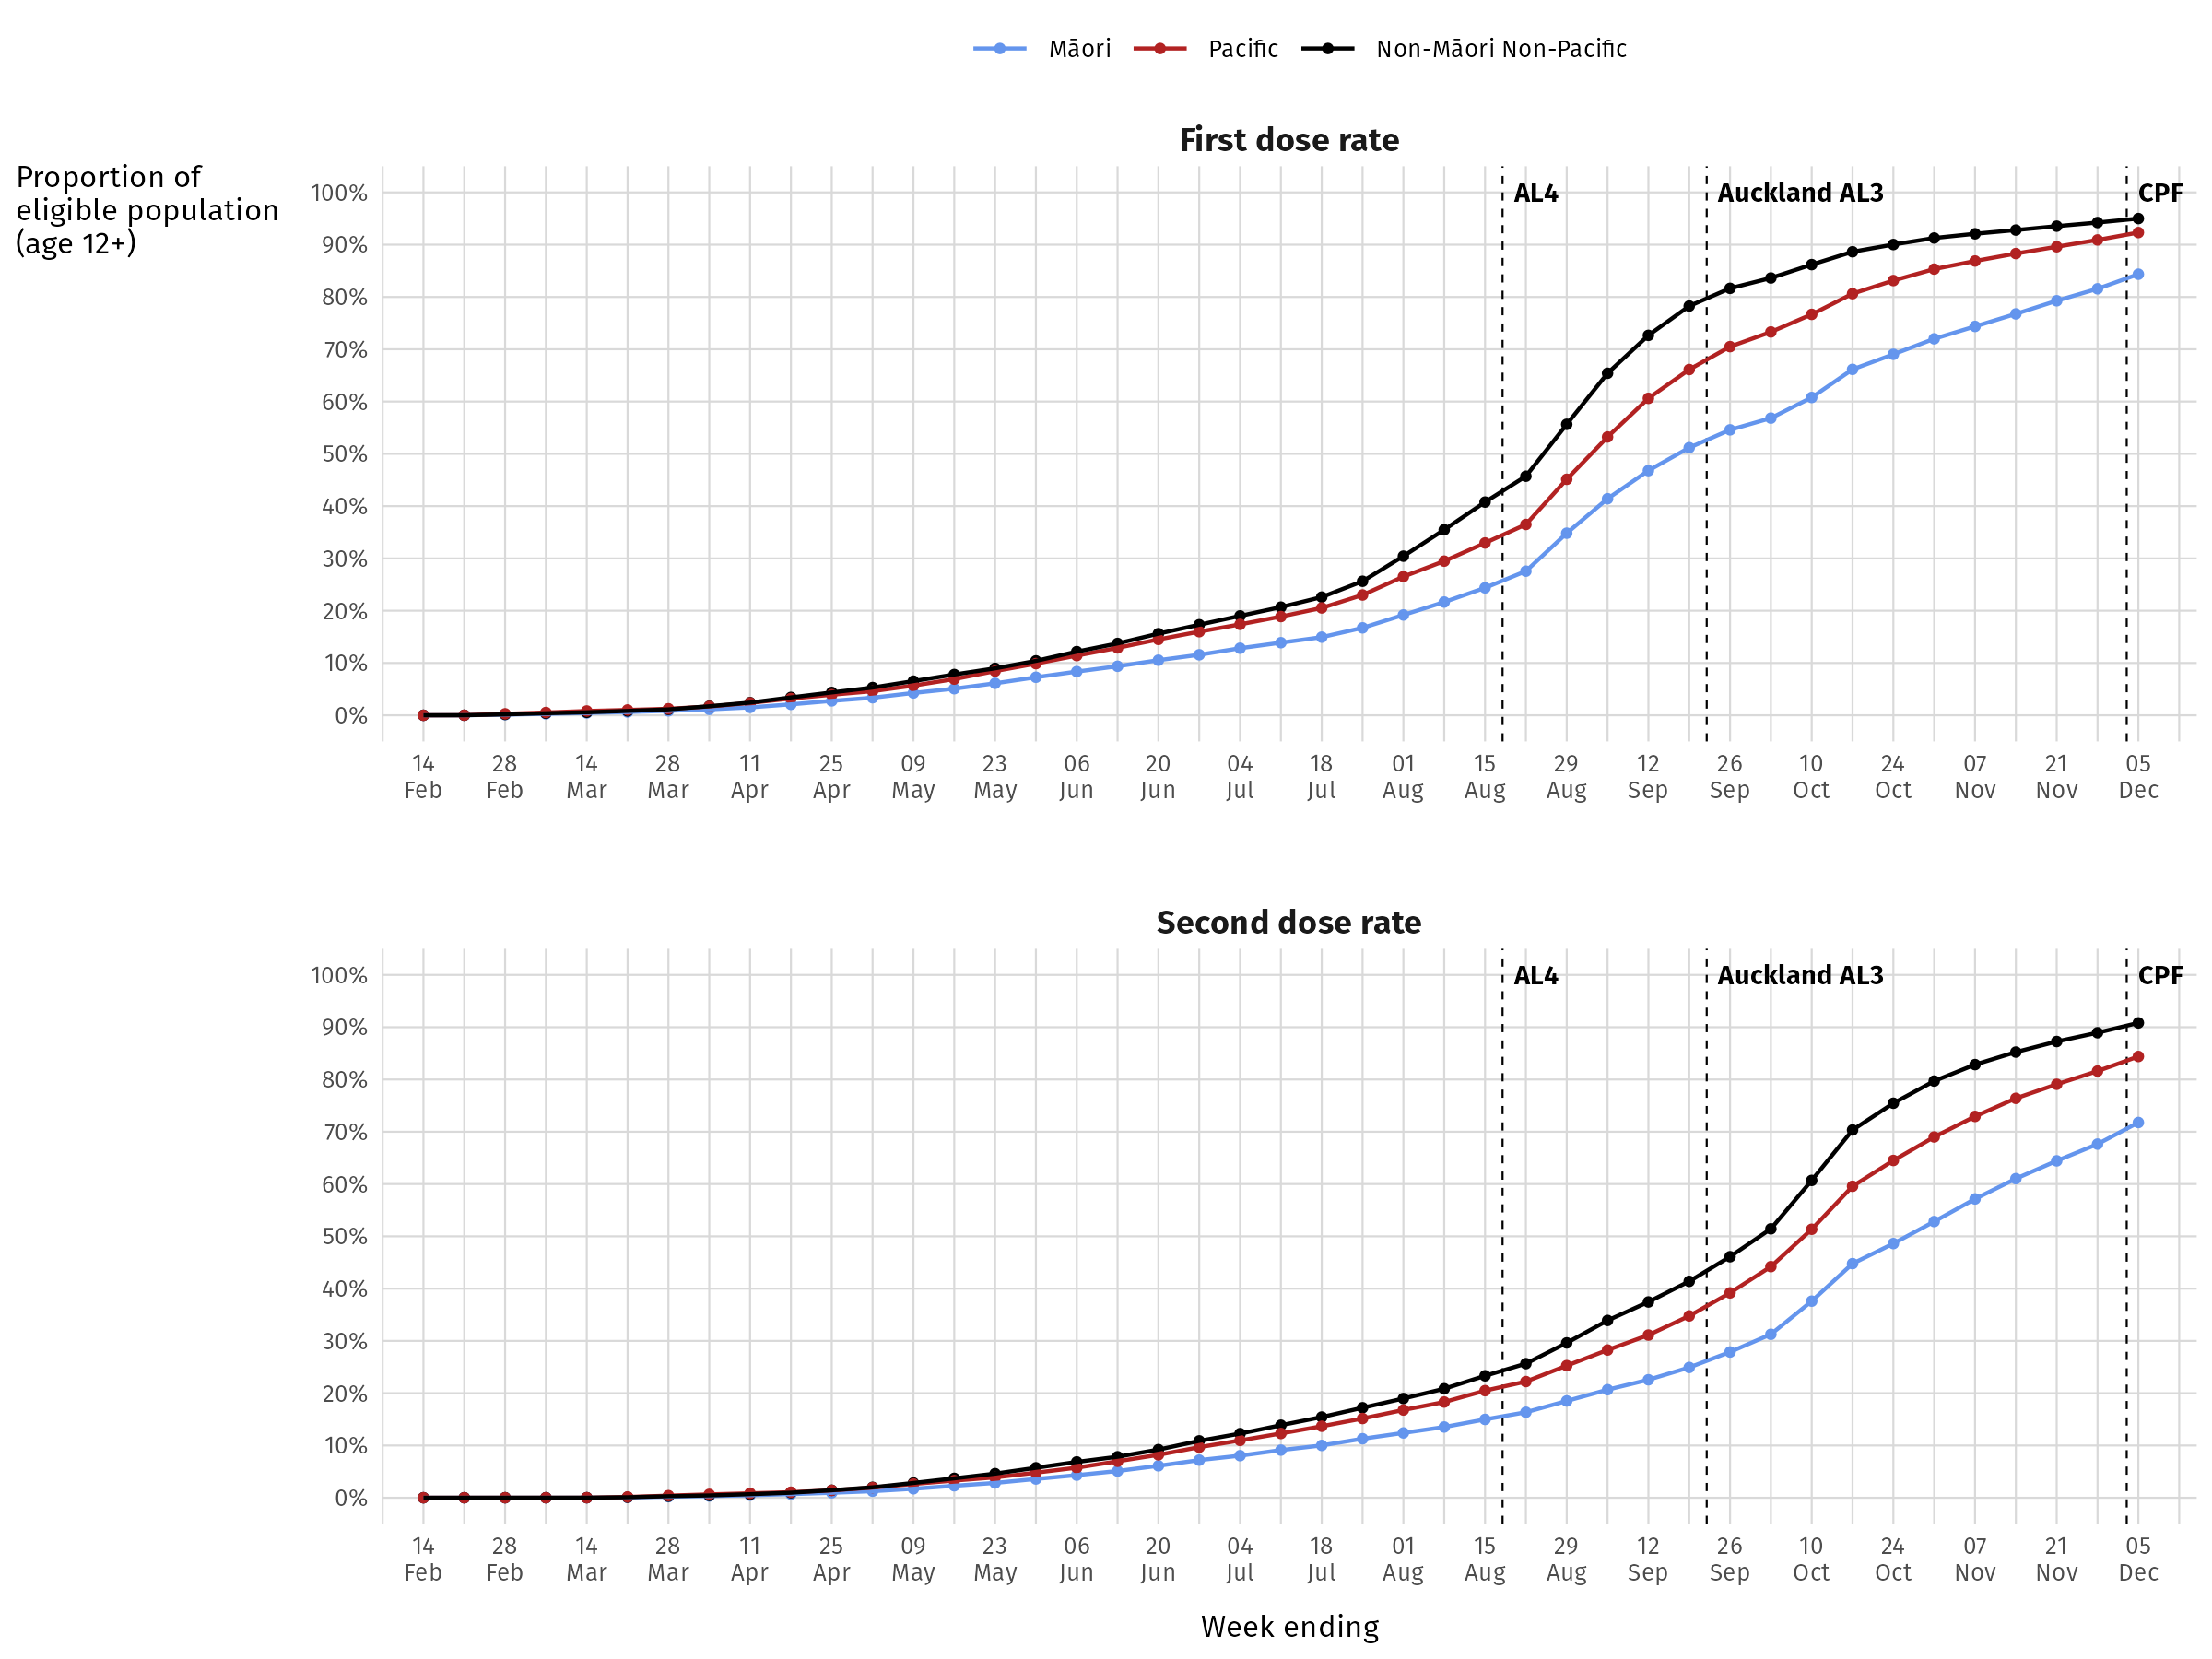 Māori Pacific Non-Māori Non-Pacific
First dose rate
Proportion of
eligible population
(age 12+)
AL4 Auckland AL3 CPF
100%
90%
80%
70%
60%
50%
40%
30%
20%
10%
0%
14 28 14 28 11 25 09 23 06 20 04 18 01 15 29 12 26 10 24 07 21 05
Feb Feb Mar Mar Apr Apr May May Jun Jun Jul Jul Aug Aug Aug Sep Sep Oct Oct Nov Nov Dec
Second dose rate
AL4 Auckland AL3 CPF
100%
90%
80%
70%
60%
50%
40%
30%
20%
10%
0%
14 28 14 28 11 25 09 23 06 20 04 18 01 15 29 12 26 10 24 07 21 05
Feb Feb Mar Mar Apr Apr May May Jun Jun Jul Jul Aug Aug Aug Sep Sep Oct Oct Nov Nov Dec
Week ending